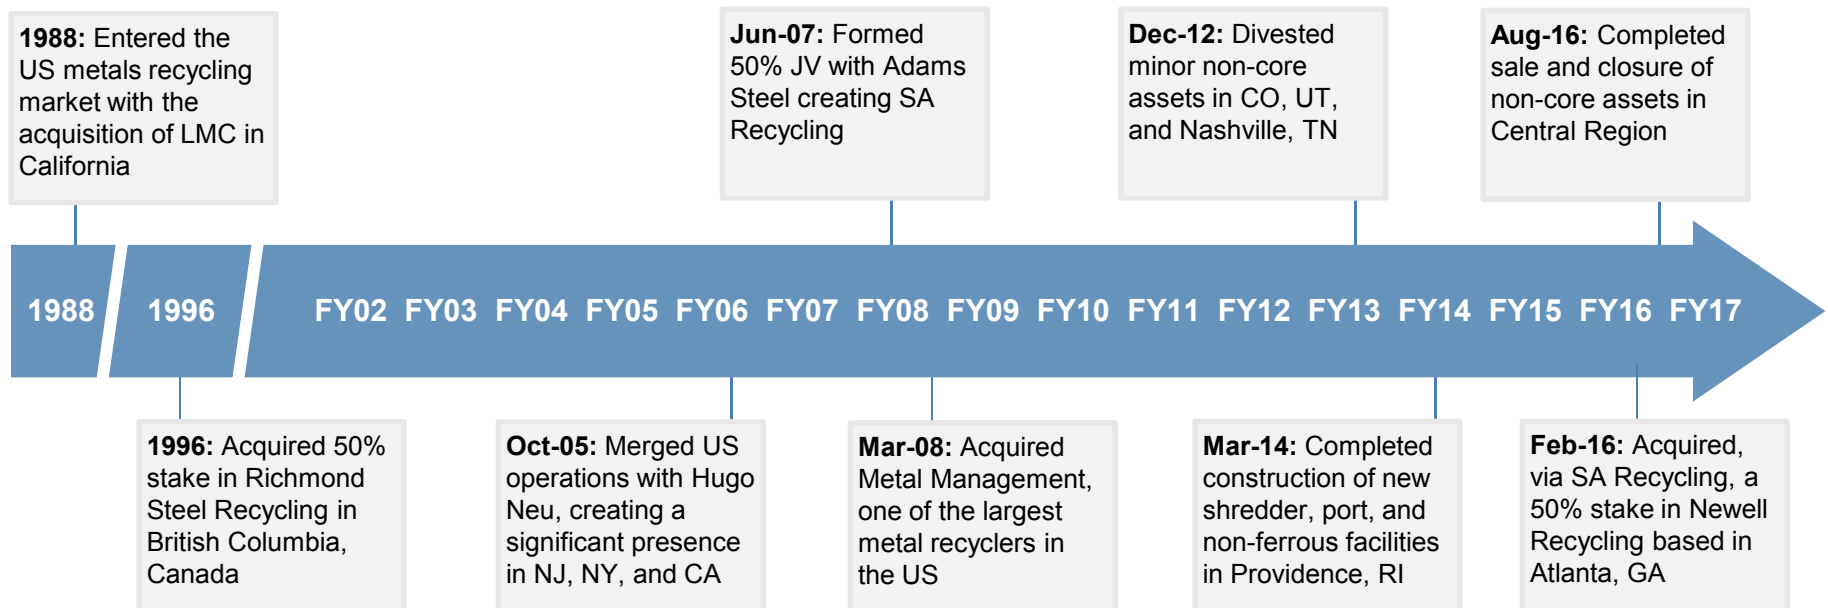 1988: Entered the
US metals recycling
market with the
acquisition of LMC in
California
Jun-07: Formed
50% JV with Adams
Steel creating SA
Recycling
Dec-12: Divested
minor non-core
assets in CO, UT,
and Nashville, TN
Aug-16: Completed
sale and closure of
non-core assets in
Central Region
1988 1996 FY02 FY03 FY04 FY05 FY06 FY07 FY08 FY09 FY10 FY11 FY12 FY13 FY14 FY15 FY16 FY17
1996: Acquired 50%
stake in Richmond
Steel Recycling in
British Columbia,
Canada
Oct-05: Merged US
operations with Hugo
Neu, creating a
significant presence
in NJ, NY, and CA
Mar-08: Acquired
Metal Management,
one of the largest
metal recyclers in
the US
Mar-14: Completed
construction of new
shredder, port, and
non-ferrous facilities
in Providence, RI
Feb-16: Acquired,
via SA Recycling, a
50% stake in Newell
Recycling based in
Atlanta, GA